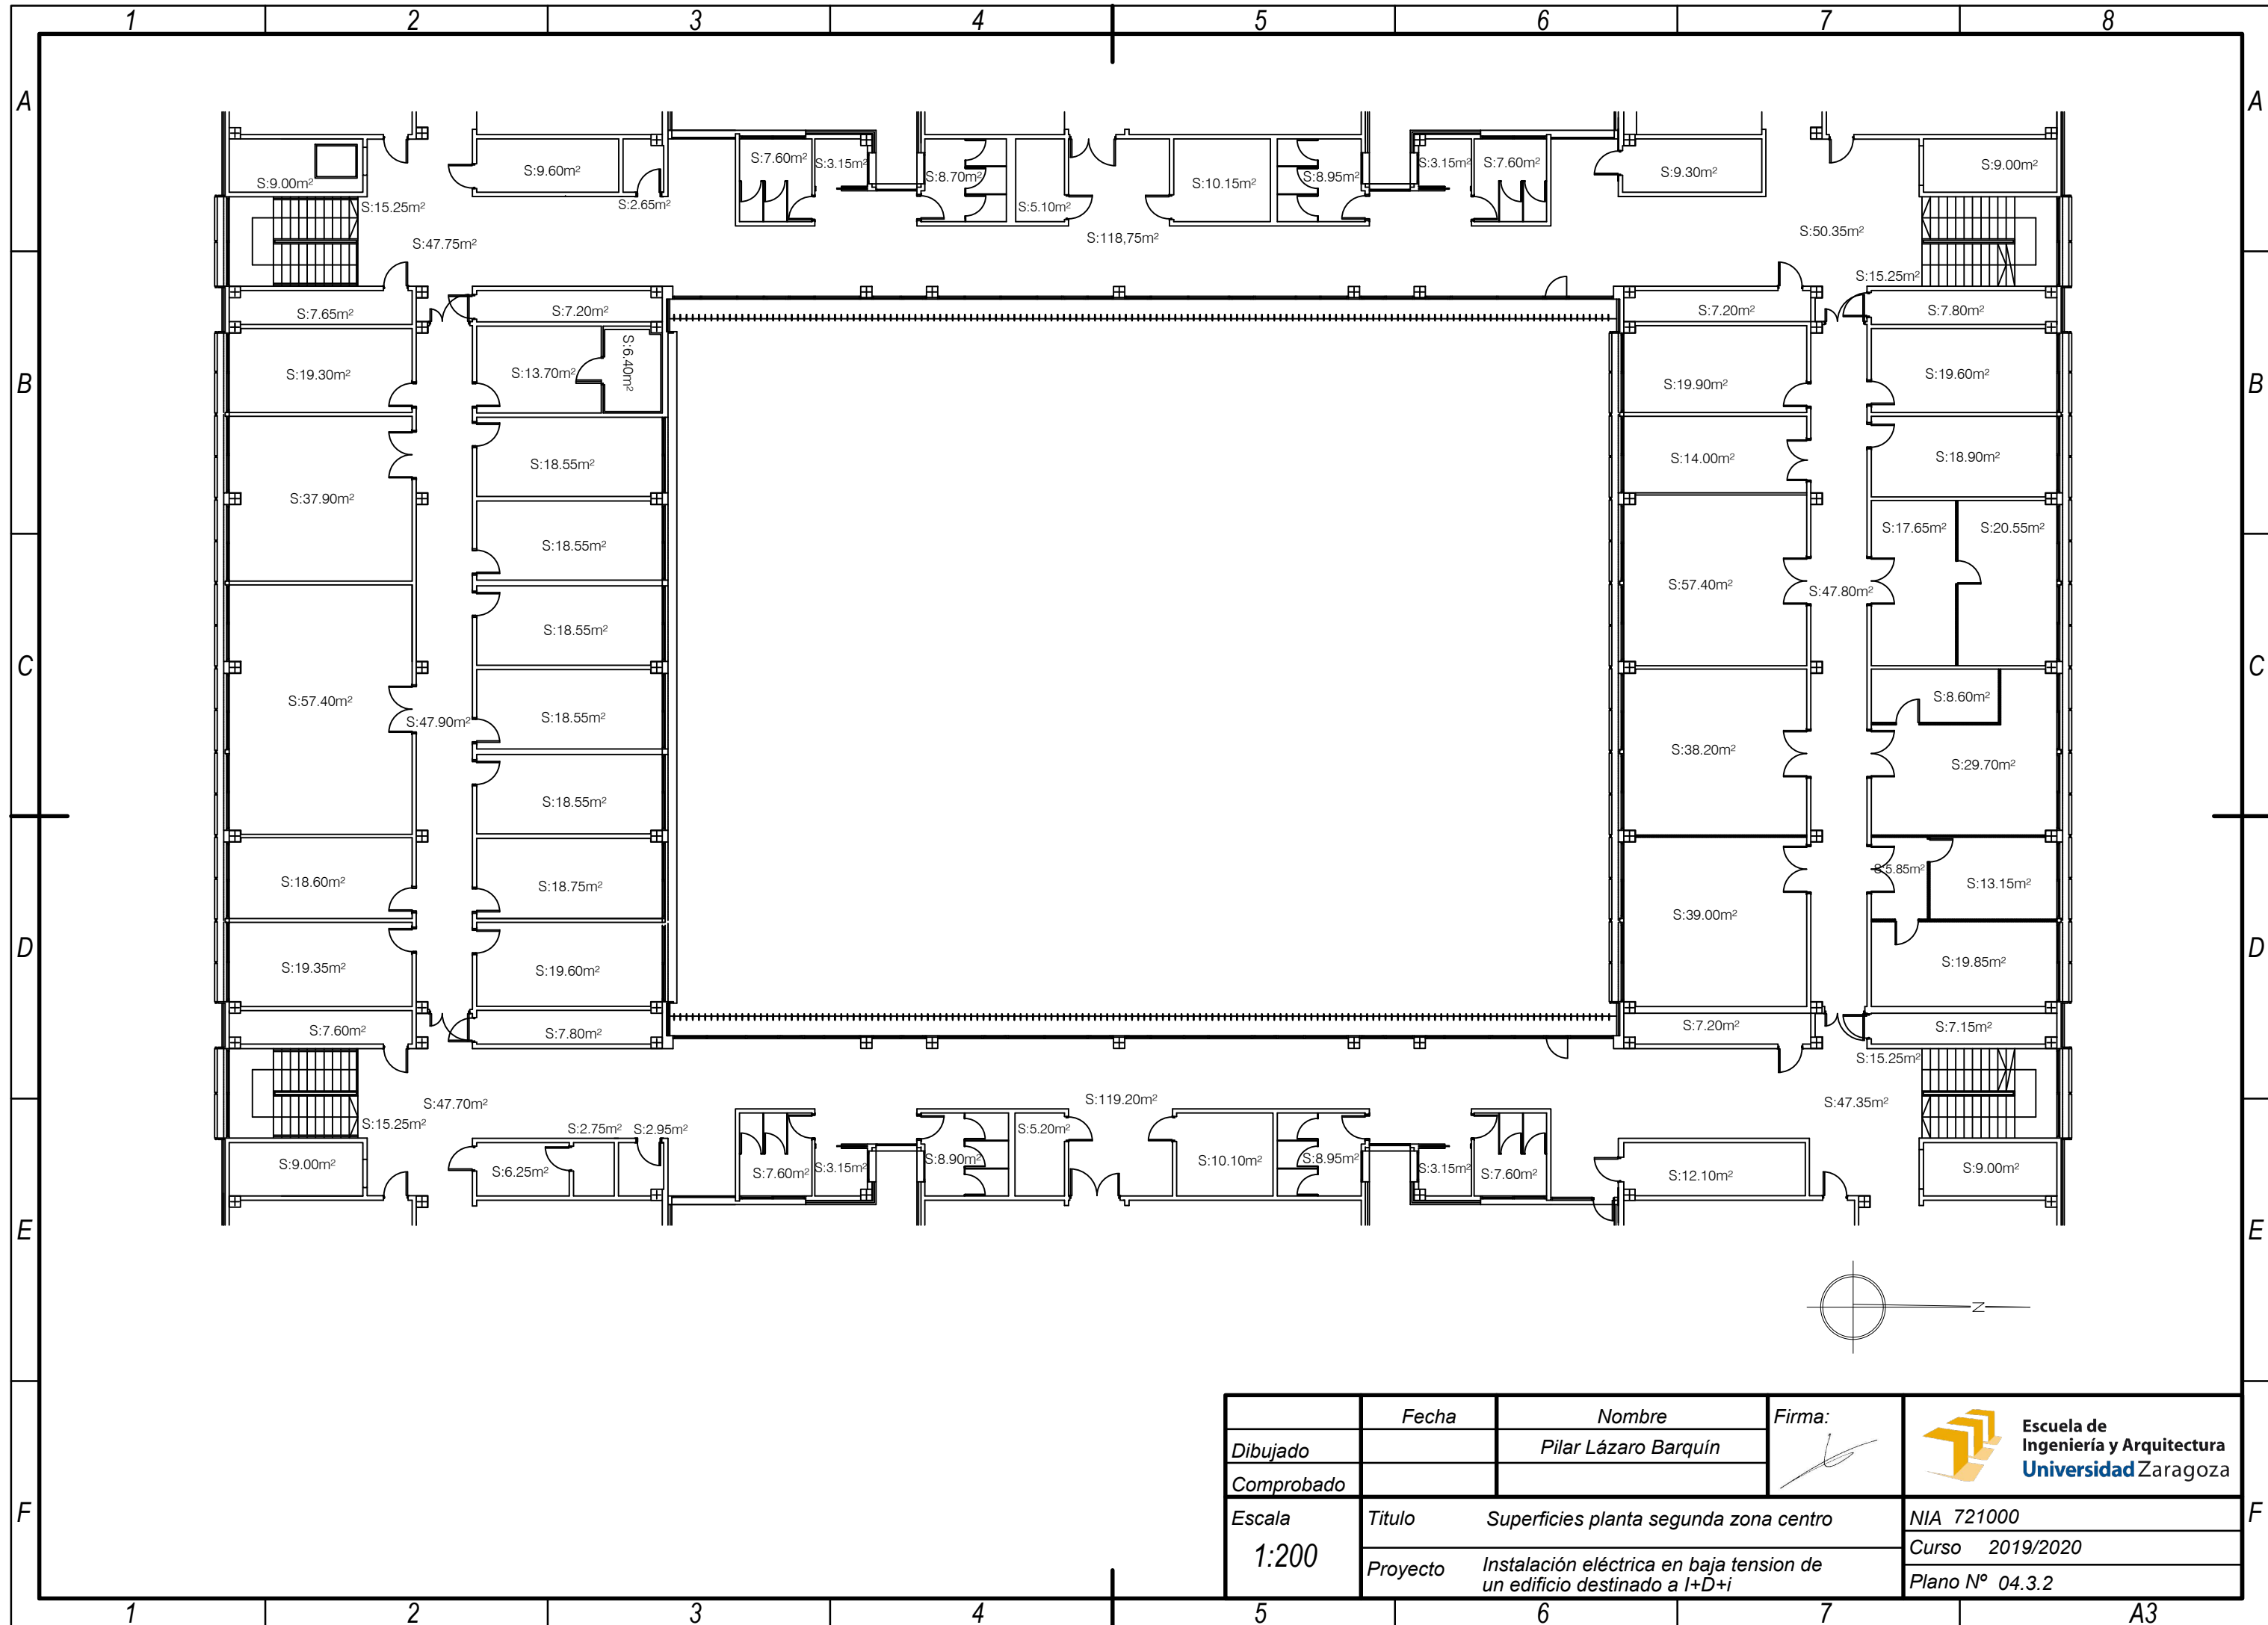 1 2 3 4 5 6 7 8
A A
S:9.00m²
S:9.60m²
S:2.65m²
S:7.60m²
S:3.15m²
S:8.70m²
S:5.10m²
S:10.15m²
S:8.95m²
S:3.15m²
S:7.60m²
S:9.30m²
S:9.00m²
S:15.25m²
S:47.75m²
S:118,75m²
S:50.35m²
S:15.25m²
S:7.65m²
S:7.20m²
S:7.20m²
S:7.80m²
B B
S:19.30m²
S:13.70m²
S:6.40m²
S:19.90m²
S:19.60m²
S:37.90m²
S:18.55m²
S:14.00m²
S:18.90m²
S:18.55m²
S:17.65m²
S:20.55m²
S:57.40m²
S:47.80m²
S:18.55m²
C C
S:57.40m²
S:47.90m²
S:18.55m²
S:8.60m²
S:38.20m²
S:29.70m²
S:18.55m²
S:18.60m²
S:18.75m²
S:5.85m²
S:13.15m²
S:39.00m²
D D
S:19.35m²
S:19.60m²
S:19.85m²
S:7.60m²
S:7.80m²
S:7.20m²
S:7.15m²
S:15.25m²
S:47.70m²
S:119.20m²
S:47.35m²
S:15.25m²
S:2.75m²
S:2.95m²
S:5.20m²
S:9.00m²
S:6.25m²
S:7.60m²
S:3.15m²
S:8.90m²
S:10.10m²
S:8.95m²
S:3.15m²
S:7.60m²
S:12.10m²
S:9.00m²
E E
N
Fecha Nombre Firma:
Dibujado Pilar Lázaro Barquín
Comprobado
Escuela de
Ingeniería y Arquitectura
Universidad Zaragoza
F F
Escala
1:200
Titulo Superficies planta segunda zona centro
Proyecto Instalación eléctrica en baja tension de
un edificio destinado a I+D+i
NIA 721000
Curso 2019/2020
Plano Nº 04.3.2
1 2 3 4 5 6 7 A3